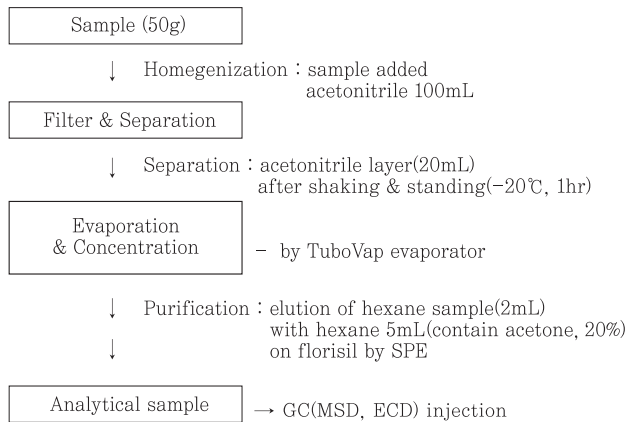 Sample (50g)
↓ Homegenization : sample added
acetonitrile 100mL
Filter & Separation
↓ Separation : acetonitrile layer(20mL)
after shaking & standing(-20℃, 1hr)
Evaporation
& Concentration
- by TuboVap evaporator
↓ Purification : elution of hexane sample(2mL)
with hexane 5mL(contain acetone, 20%)
↓ on florisil by SPE
Analytical sample → GC(MSD, ECD) injection